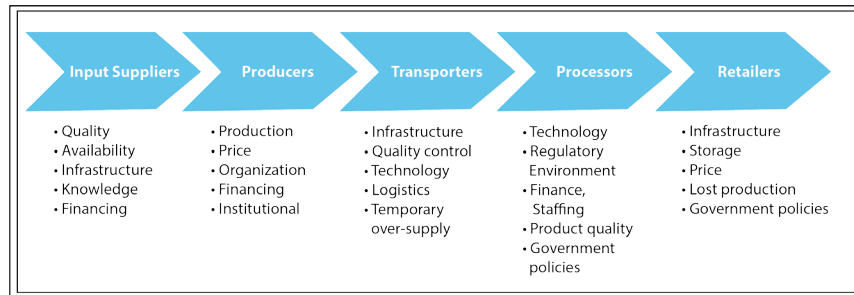 Input Suppliers
Producers
Transporters
Processors
Retailers
• Quality
• Availability
• Infrastructure
• Knowledge
• Financing
• Production
• Price
• Organization
• Financing
• Institutional
• Infrastructure
• Quality control
• Technology
• Logistics
• Temporary
over-supply
• Technology
• Regulatory
Environment
• Finance,
Staffing
• Product quality
• Government
policies
• Infrastructure
• Storage
• Price
• Lost production
• Government policies